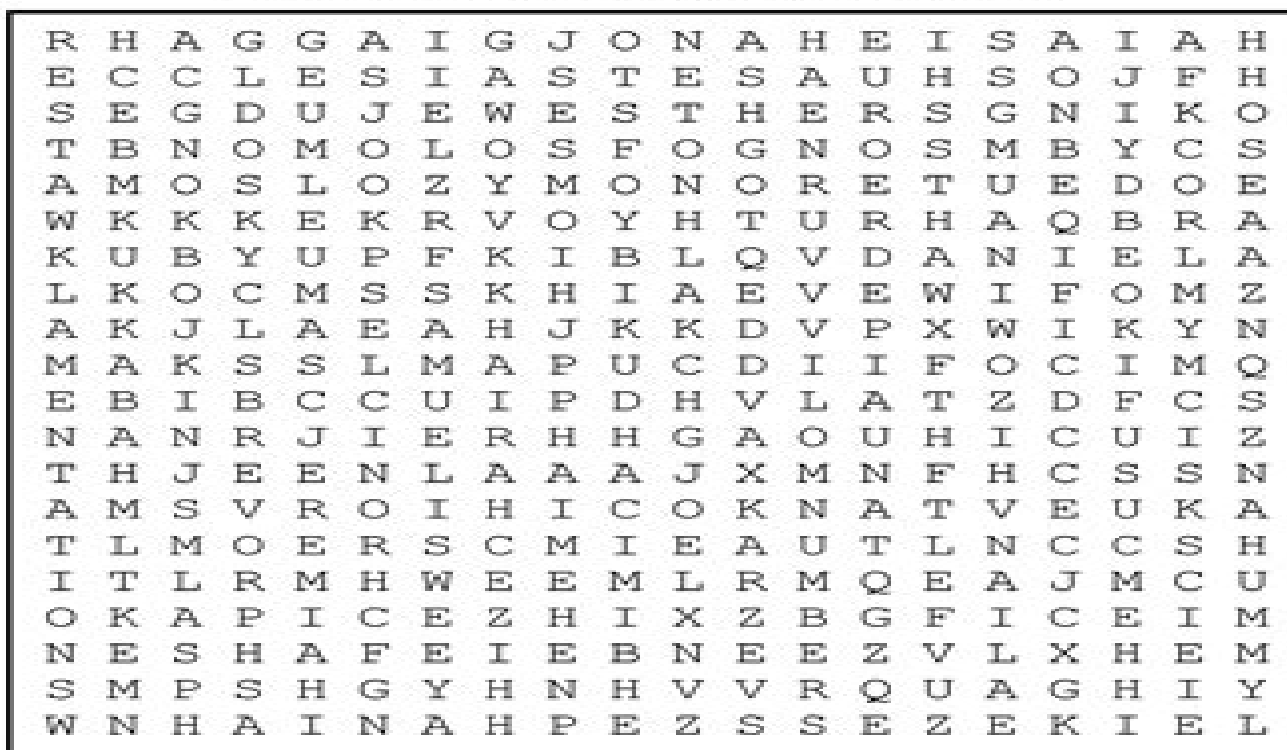 R H A G G A I G J O N A H E I S A I A H
E C C L E S I A S T E S A U H S O J F H
S E G D U J E W E S T H E R S G N I K O
T B N O M O L O S F O G N O S M B Y C S
A M O S L O Z Y M O N O R E T U E D O E
W K K K E K R V O Y H T U R H A Q B R A
K U B Y U P F K I B L Q V D A N I E L A
L K O C M S S K H I A E V E W I F O M Z
A K J L A E A H J K K D V P X W I K Y N
M A K S S L M A P U C D I I F O C I M Q
E B I B C C U I P D H V L A T Z D F C S
N A N R J I E R H H G A O U H I C U I Z
T H J E E N L A A A J X M N F H C S S N
A M S V R O I H I C O K N A T V E U K A
T L M O E R S C M I E A U T L N C C S H
I T L R M H W E E M L R M Q E A J M C U
O K A P I C E Z H I X Z B G F I C E I M
N E S H A F E I E B N E E Z V L X H E M
S M P S H G Y H N H V V R Q U A G H I Y
W N H A I N A H P E Z S S E Z E K I E L